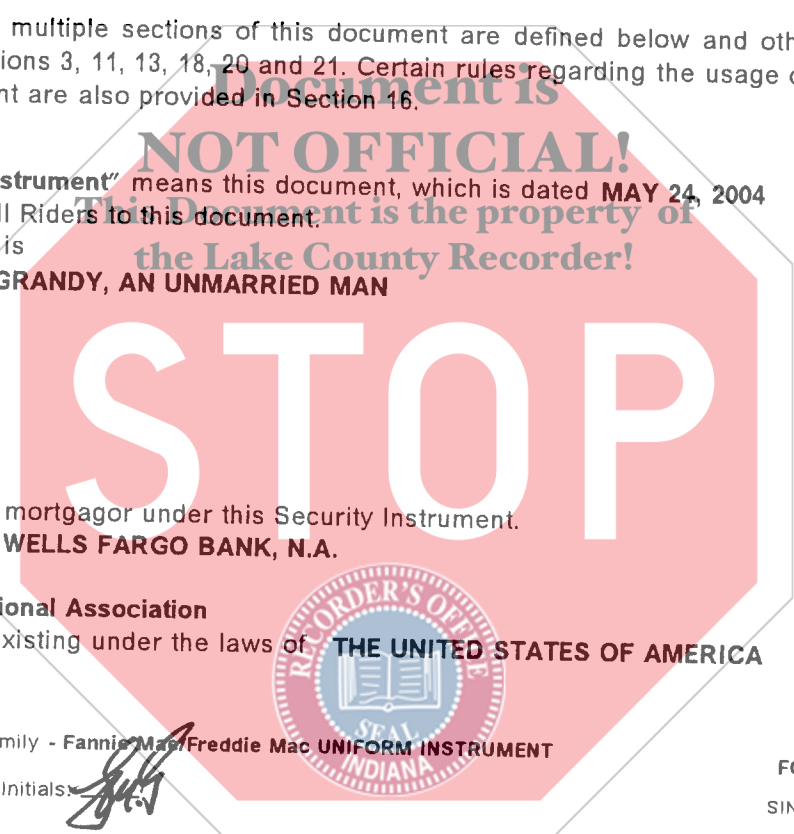 multiple sections of this document are defined below and oth
ions 3, 11, 13, 18, 20 and 21. Certain rules regarding the usage
nt are also provided in Section 16.
Document is
NOT OFFICIAL!
This Document is the property of
the Lake County Recorder!
strument" means this document, which is dated MAY 24, 2004
ll Riders to this document.
is
GRANDY, AN UNMARRIED MAN
STOP
mortgagor under this Security Instrument.
WELLS FARGO BANK, N.A.
ional Association
xisting under the laws of THE UNITED STATES OF AMERICA
RECORDER'S OFFICE
SEAL
INDIANA
mily - Fannie Mae/Freddie Mac UNIFORM INSTRUMENT
Initials:
FO
SIN